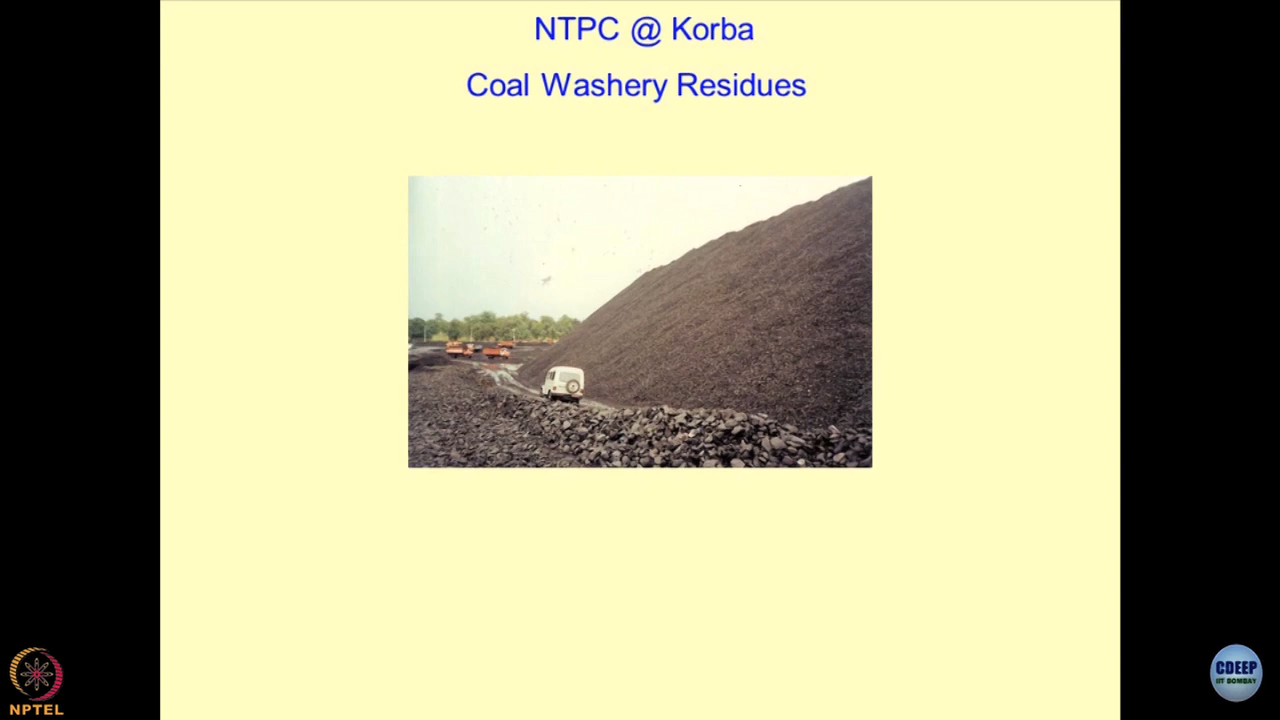 NTPC @ Korba
Coal Washery Residues
NPTEL
CDEEP
IIT BOMBAY